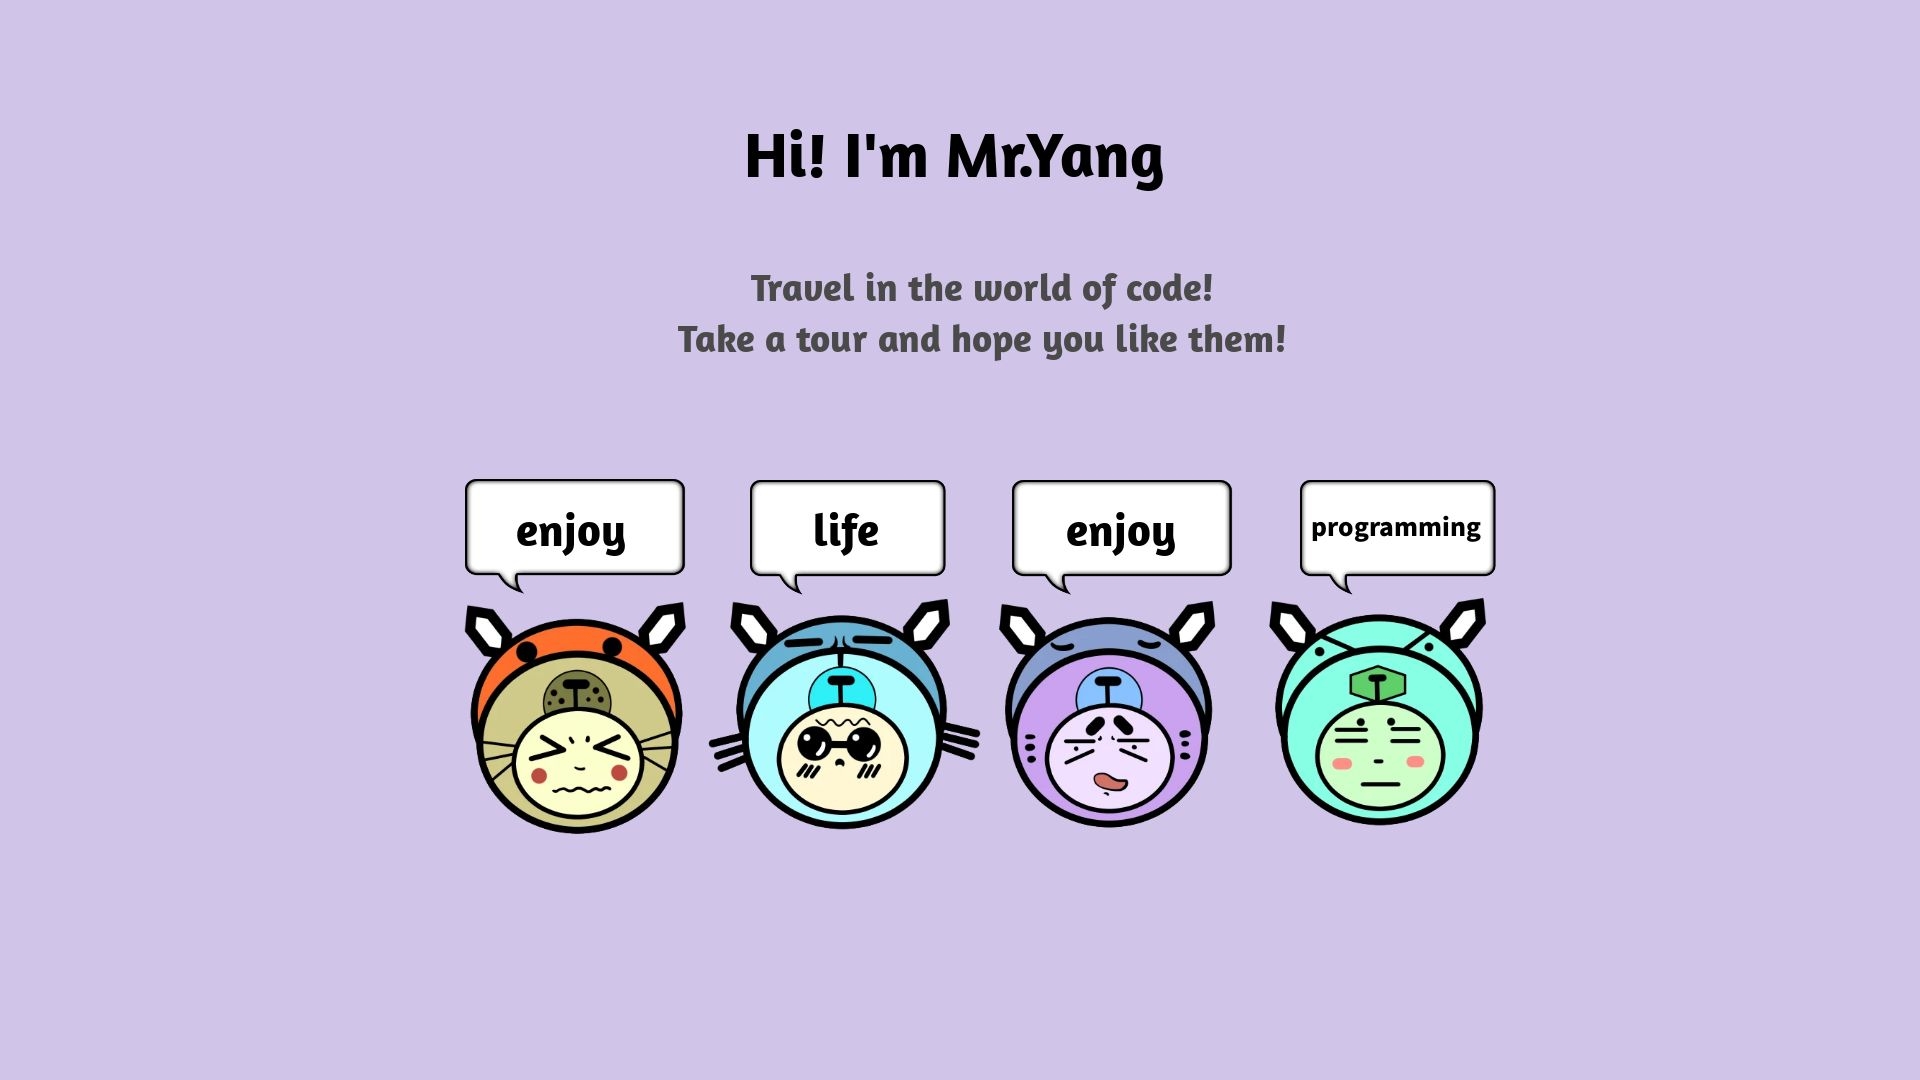 Hi! I'm Mr.Yang
Travel in the world of code!
Take a tour and hope you like them!
enjoy
life
enjoy
programming